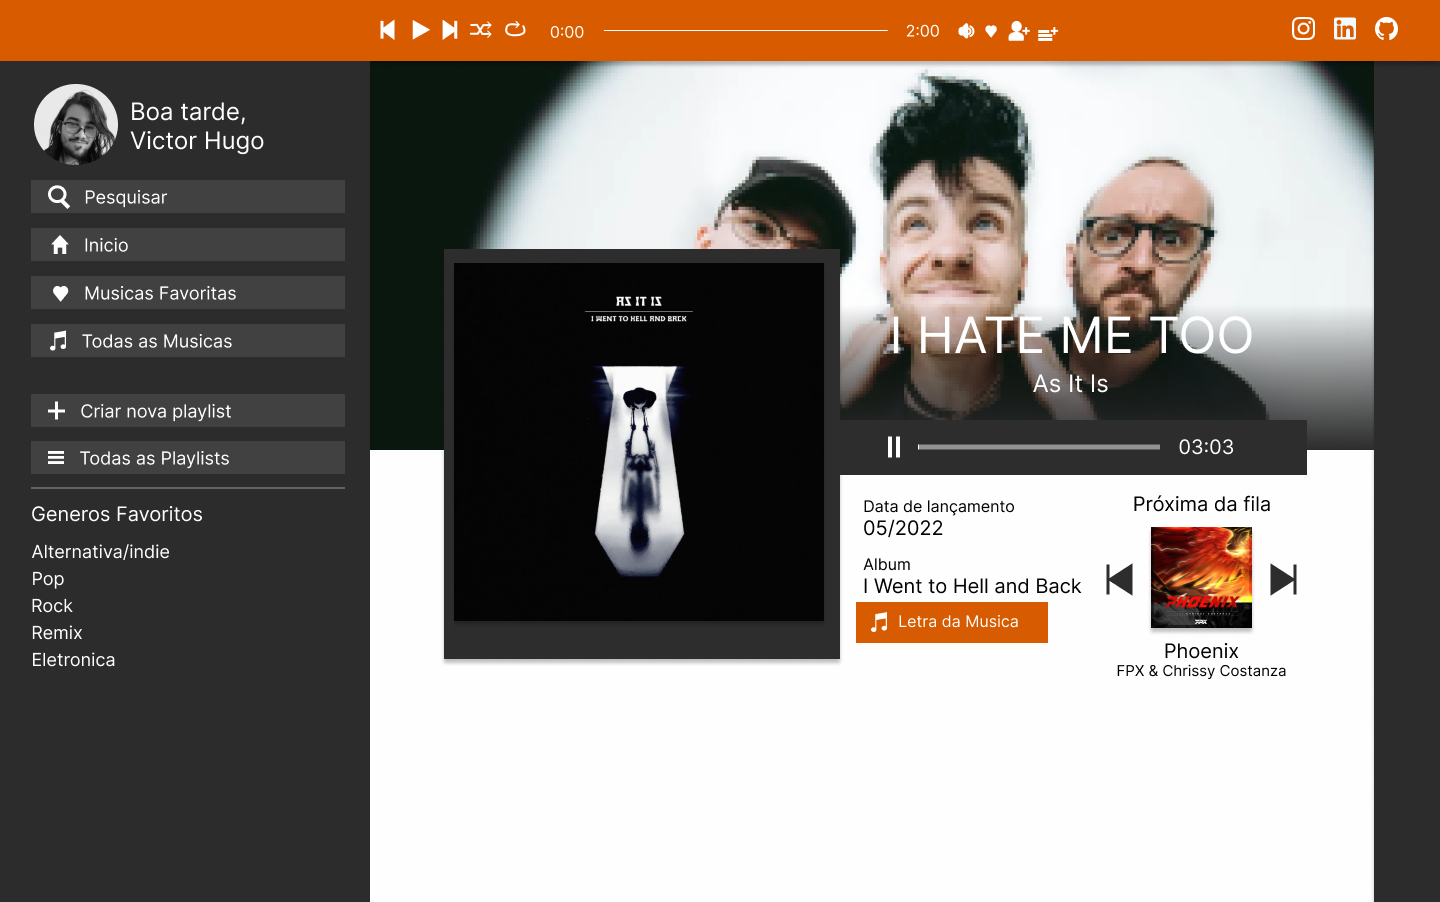 0:00
2:00
Boa tarde,
Victor Hugo
Pesquisar
Inicio
Musicas Favoritas
Todas as Musicas
Criar nova playlist
Todas as Playlists
Generos Favoritos
Alternativa/indie
Pop
Rock
Remix
Eletronica
AS IT IS
I WENT TO HELL AND BACK
I HATE ME TOO
As It Is
03:03
Data de lançamento
05/2022
Album
I Went to Hell and Back
Letra da Musica
Próxima da fila
PHOENIX
Phoenix
FPX & Chrissy Costanza